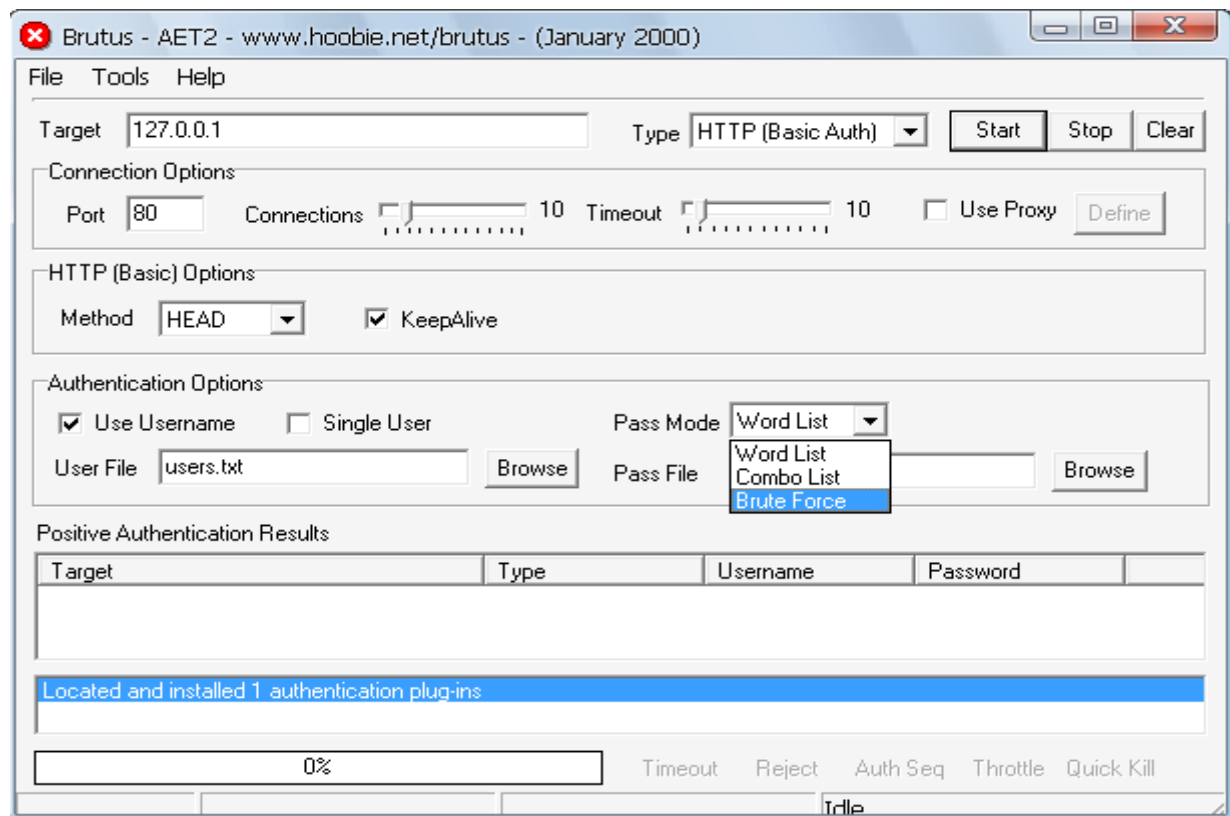 Brutus - AET2 - www.hoobie.net/brutus - (January 2000)
File Tools Help
Target 127.0.0.1 Type HTTP (Basic Auth) Start Stop Clear
Connection Options
Port 80 Connections 10 Timeout 10 Use Proxy Define
HTTP (Basic) Options
Method HEAD KeepAlive
Authentication Options
Use Username Single User Pass Mode Word List
Word List
User File users.txt Browse Pass File Combo List Browse
Brute Force
Positive Authentication Results
Target Type Username Password
Located and installed 1 authentication plug-ins
0% Timeout Reject Auth Seq Throttle Quick Kill
Idle